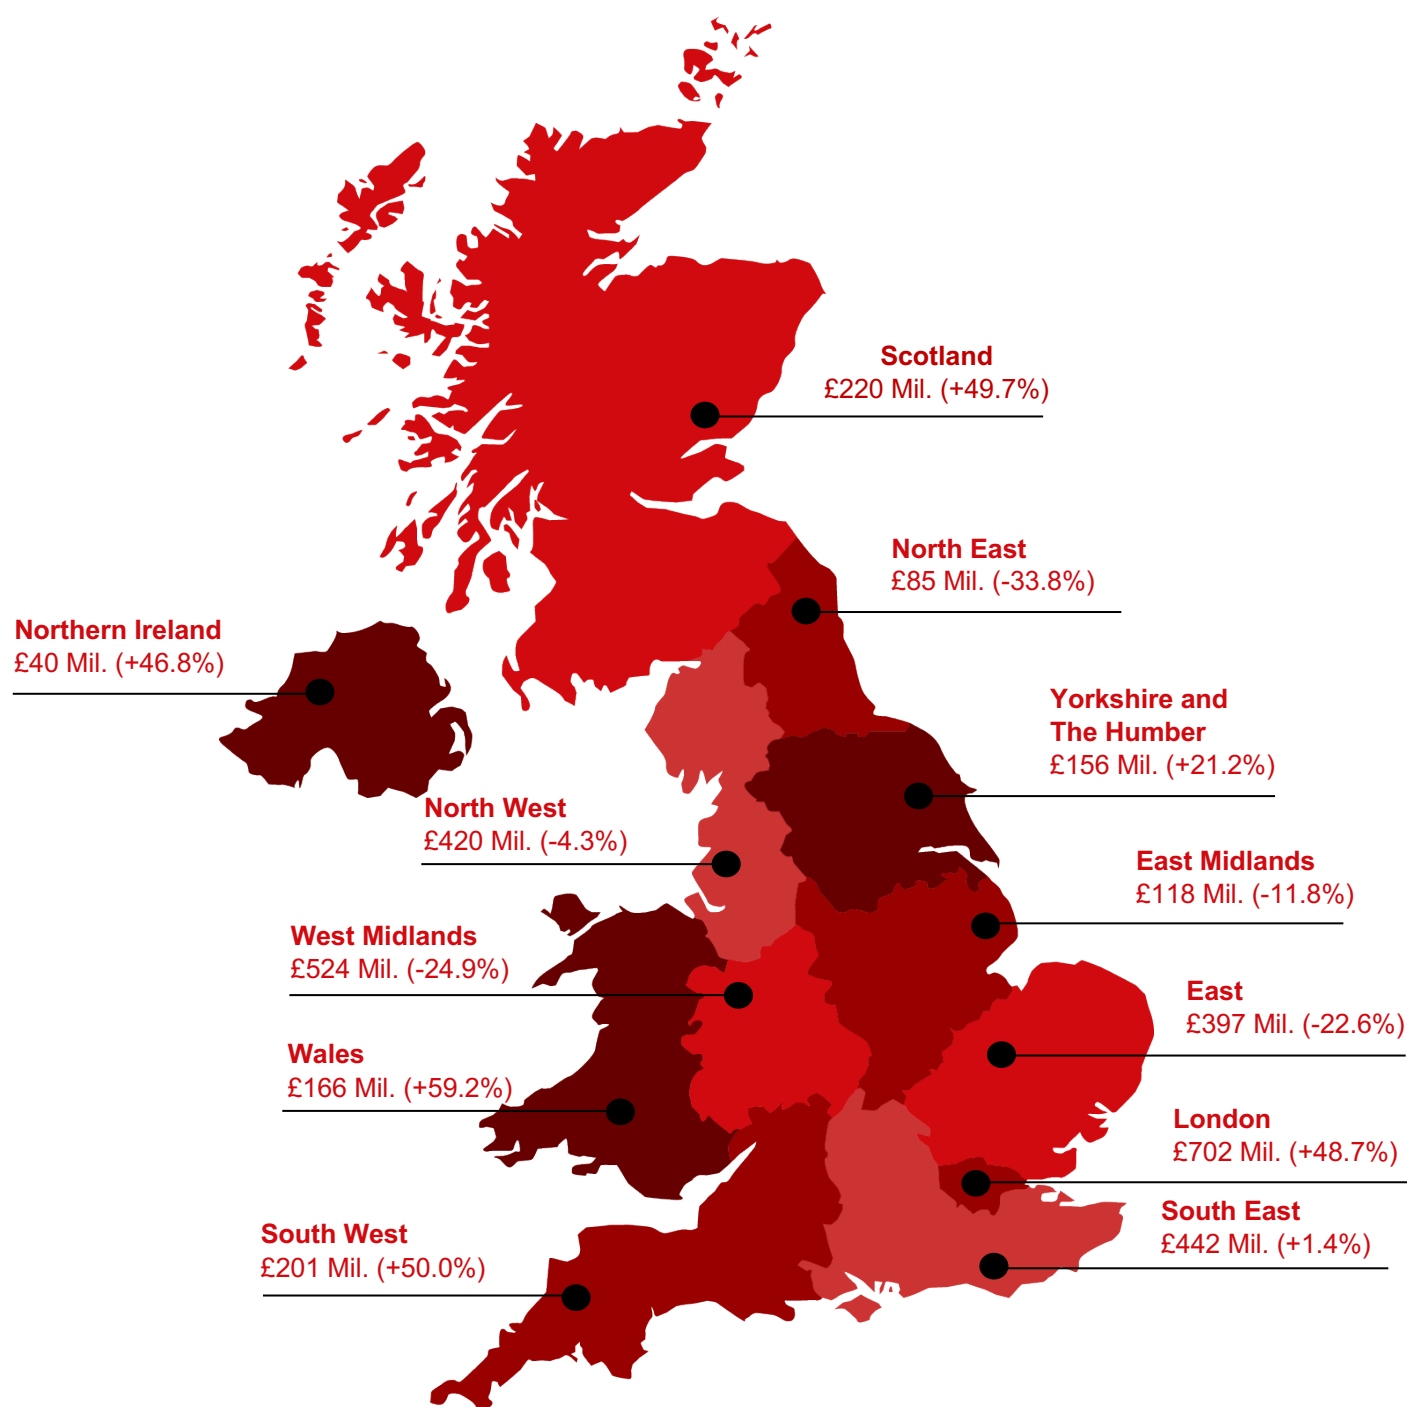 Scotland
£220 Mil. (+49.7%)
North East
£85 Mil. (-33.8%)
Northern Ireland
£40 Mil. (+46.8%)
Yorkshire and
The Humber
£156 Mil. (+21.2%)
North West
£420 Mil. (-4.3%)
East Midlands
£118 Mil. (-11.8%)
West Midlands
£524 Mil. (-24.9%)
East
£397 Mil. (-22.6%)
Wales
£166 Mil. (+59.2%)
London
£702 Mil. (+48.7%)
South East
£442 Mil. (+1.4%)
South West
£201 Mil. (+50.0%)